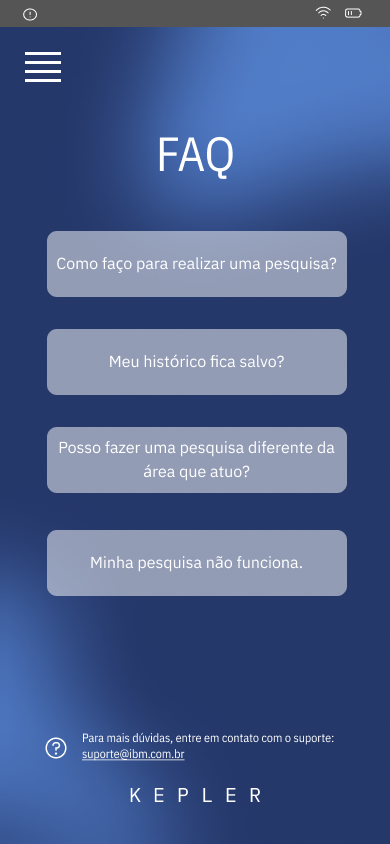 FAQ
Como faço para realizar uma pesquisa?
Meu histórico fica salvo?
Posso fazer uma pesquisa diferente da
área que atuo?
Minha pesquisa não funciona.
Para mais dúvidas, entre em contato com o suporte:
suporte@ibm.com.br
KEPLER